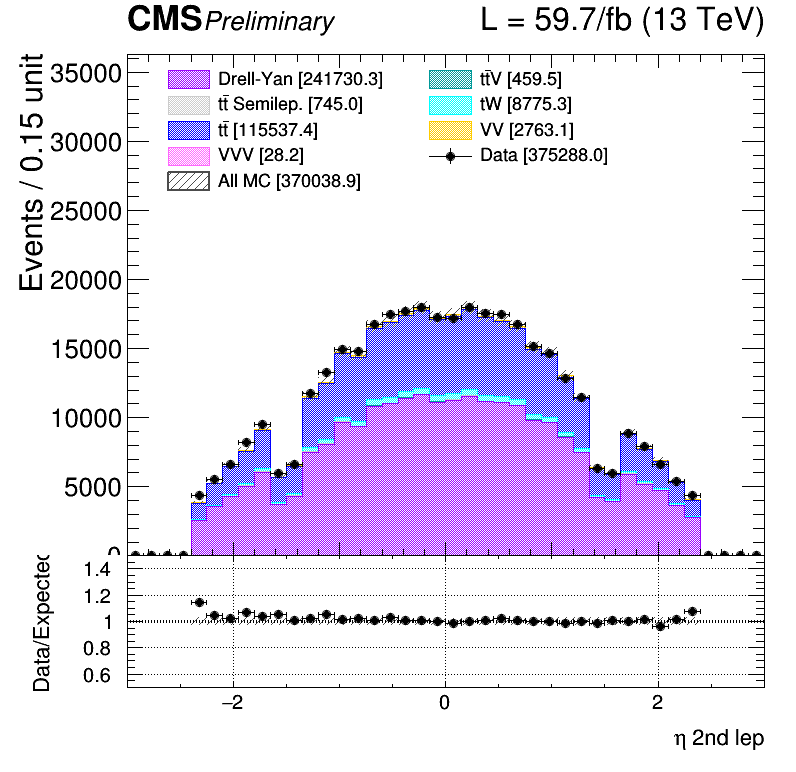 CMS Preliminary L = 59.7/fb (13 TeV)
Events / 0.15 unit
35000
30000
25000
20000
15000
10000
5000
0
Drell-Yan [241730.3]
tt̄ Semilep. [745.0]
tt̄ [115537.4]
VVV [28.2]
All MC [370038.9]
tt̄V [459.5]
tW [8775.3]
VV [2763.1]
Data [375288.0]
Data/Expected
1.4
1.2
1
0.8
0.6
−2 0 2
η 2nd lep